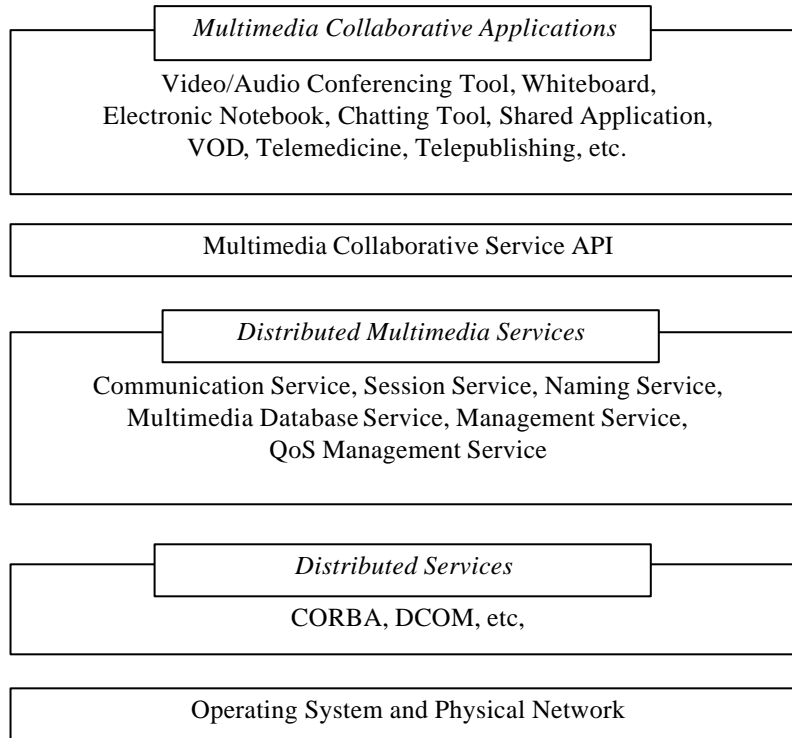 Multimedia Collaborative Applications
Video/Audio Conferencing Tool, Whiteboard,
Electronic Notebook, Chatting Tool, Shared Application,
VOD, Telemedicine, Telepublishing, etc.
Multimedia Collaborative Service API
Distributed Multimedia Services
Communication Service, Session Service, Naming Service,
Multimedia Database Service, Management Service,
QoS Management Service
Distributed Services
CORBA, DCOM, etc,
Operating System and Physical Network